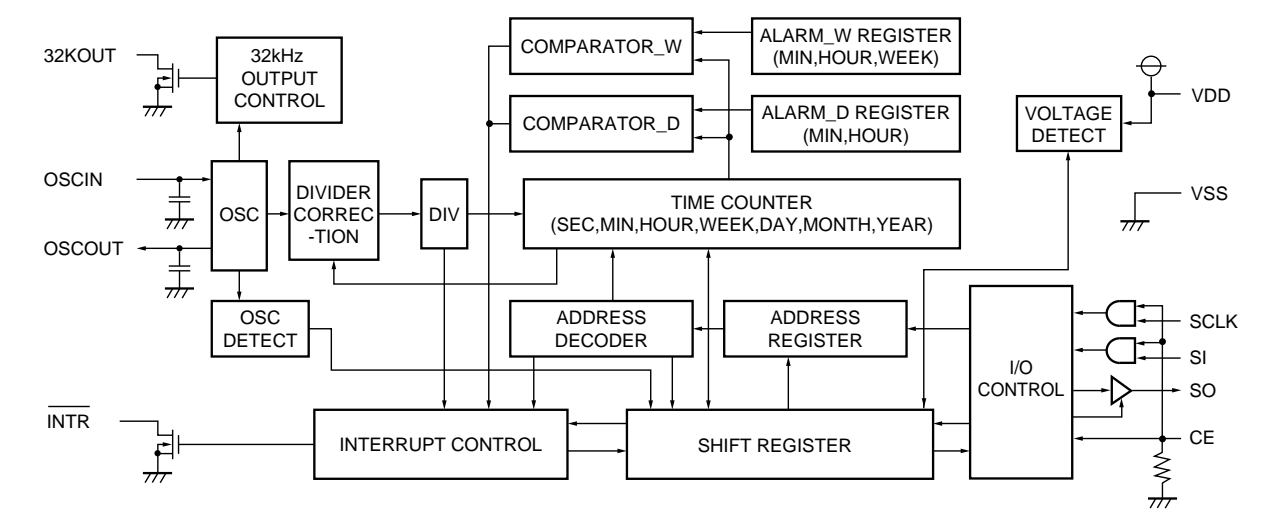 32KOUT
32kHz
OUTPUT
CONTROL
COMPARATOR_W
ALARM_W REGISTER
(MIN,HOUR,WEEK)
COMPARATOR_D
ALARM_D REGISTER
(MIN,HOUR)
VOLTAGE
DETECT
VDD
OSCIN
OSC
DIVIDER
CORREC
-TION
DIV
TIME COUNTER
(SEC,MIN,HOUR,WEEK,DAY,MONTH,YEAR)
VSS
OSCOUT
OSC
DETECT
ADDRESS
DECODER
ADDRESS
REGISTER
I/O
CONTROL
SCLK
SI
SO
CE
INTR
INTERRUPT CONTROL
SHIFT REGISTER